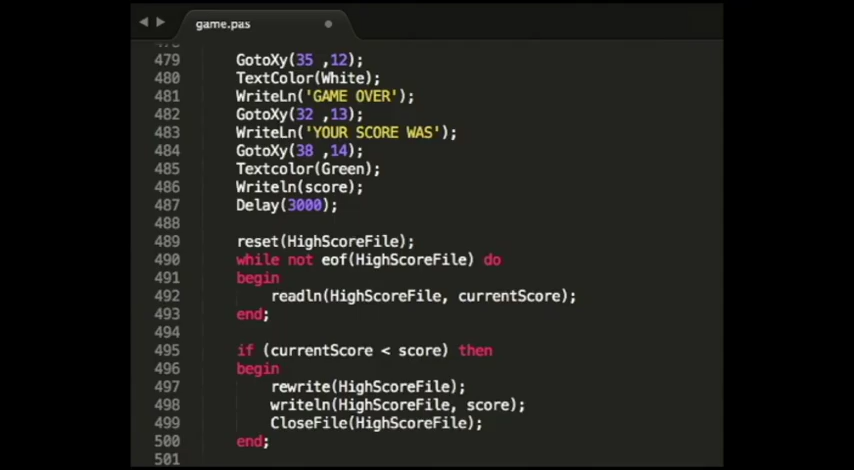 game.pas
478
479 GotoXy(35 ,12);
480 TextColor(White);
481 WriteLn('GAME OVER');
482 GotoXy(32 ,13);
483 WriteLn('YOUR SCORE WAS');
484 GotoXy(38 ,14);
485 Textcolor(Green);
486 Writeln(score);
487 Delay(3000);
488
489 reset(HighScoreFile);
490 while not eof(HighScoreFile) do
491 begin
492 readln(HighScoreFile, currentScore);
493 end;
494
495 if (currentScore < score) then
496 begin
497 rewrite(HighScoreFile);
498 writeln(HighScoreFile, score);
499 CloseFile(HighScoreFile);
500 end;
501